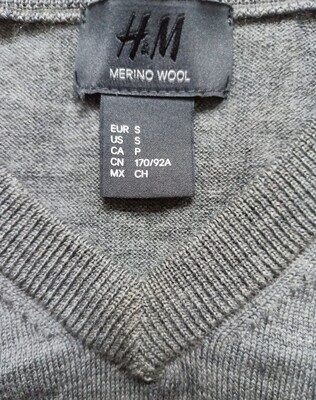 H&M
MERINO WOOL
EUR S
US S
CA P
CN 170/92A
MX CH